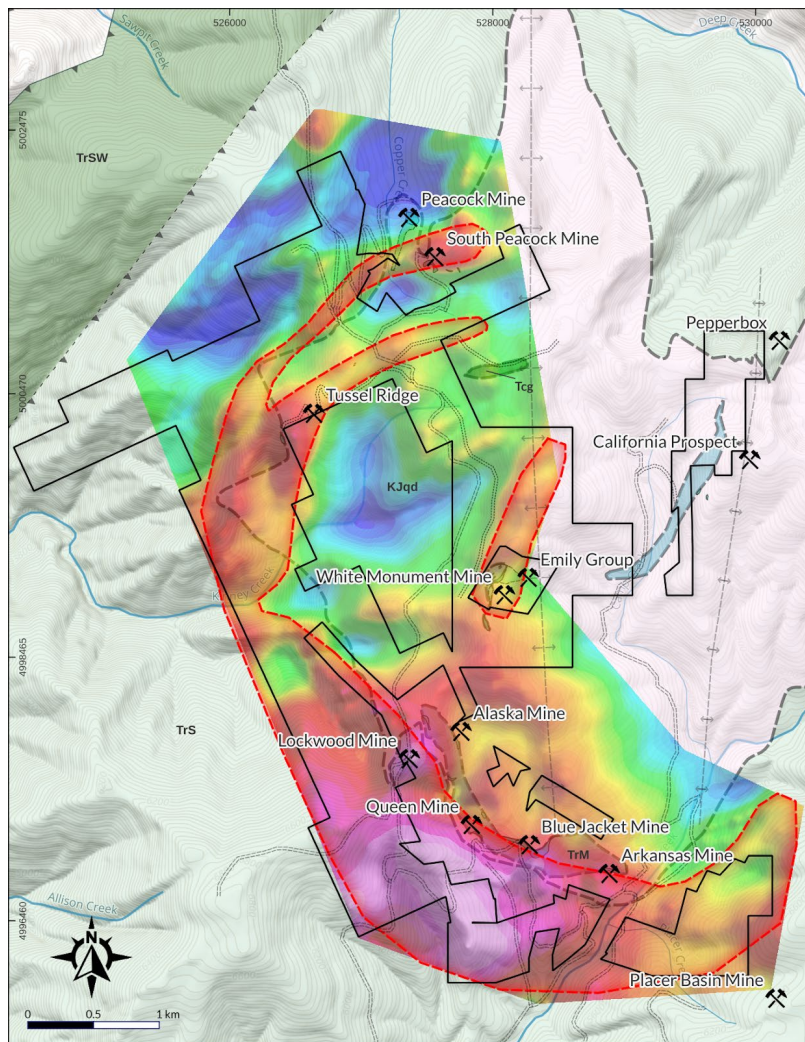 526000
528000
530000
Sawpit Creek
Deep Creek
5002475
TrSW
Peacock Mine
South Peacock Mine
Pepperbox
5000470
Tcg
Tussel Ridge
California Prospect
KJqd
White Monument Mine
Emily Group
4998465
TrS
Alaska Mine
Lockwood Mine
Queen Mine
Blue Jacket Mine
TrM
Arkansas Mine
Allison Creek
4996460
N
Placer Basin Mine
0
0.5
1 km